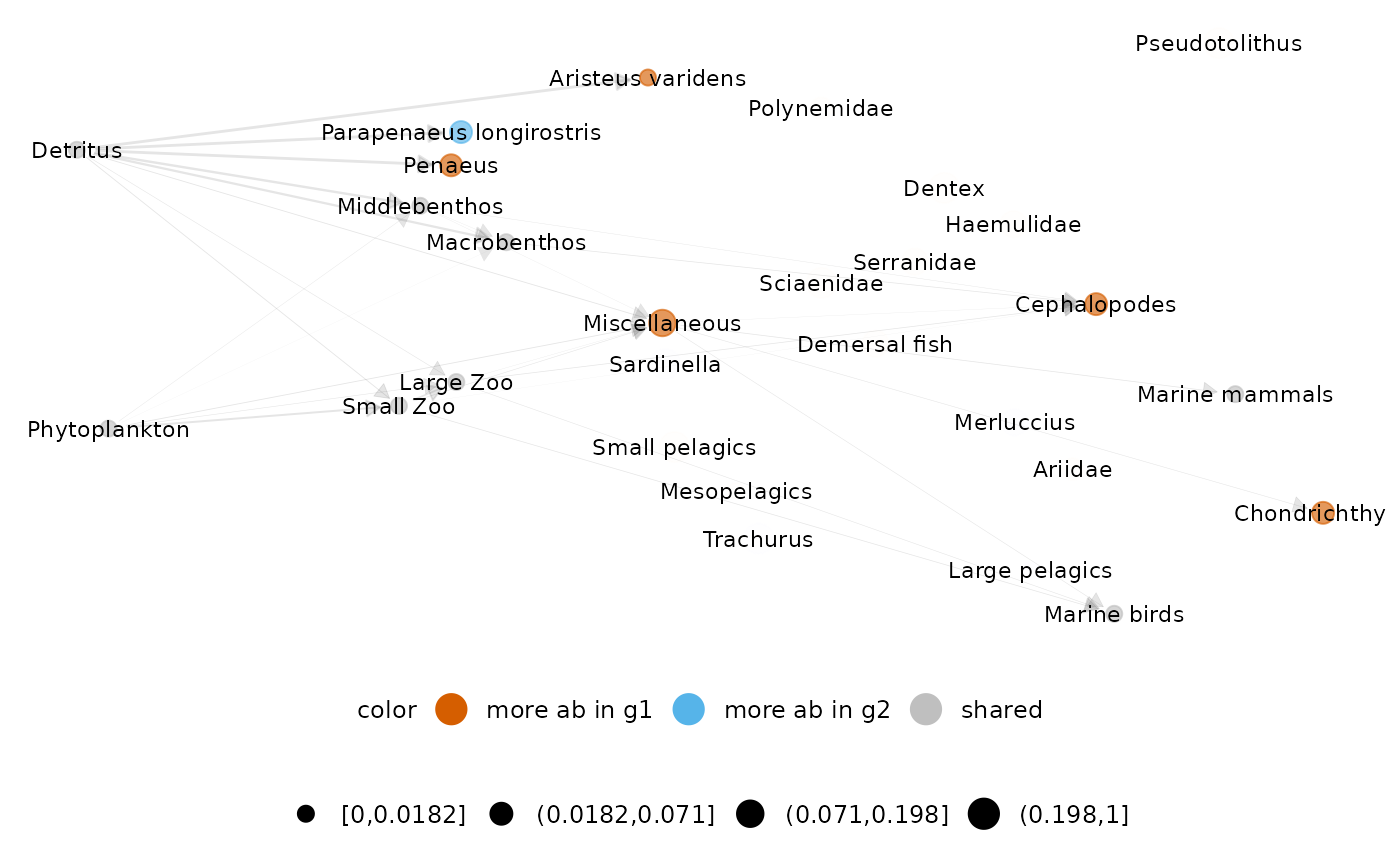 Pseudotolithus
Aristeus varidens
Polynemidae
Parapenaeus longirostris
Detritus
Penaeus
Dentex
Middlebenthos
Haemulidae
Macrobenthos
Serranidae
Sciaenidae
Cephalopodes
Miscellaneous
Demersal fish
Sardinella
Large Zoo
Marine mammals
Small Zoo
Merluccius
Phytoplankton
Small pelagics
Ariidae
Mesopelagics
Chondrichthy
Trachurus
Large pelagics
Marine birds
color more ab in g1 more ab in g2 shared
[0,0.0182] (0.0182,0.071] (0.071,0.198] (0.198,1]